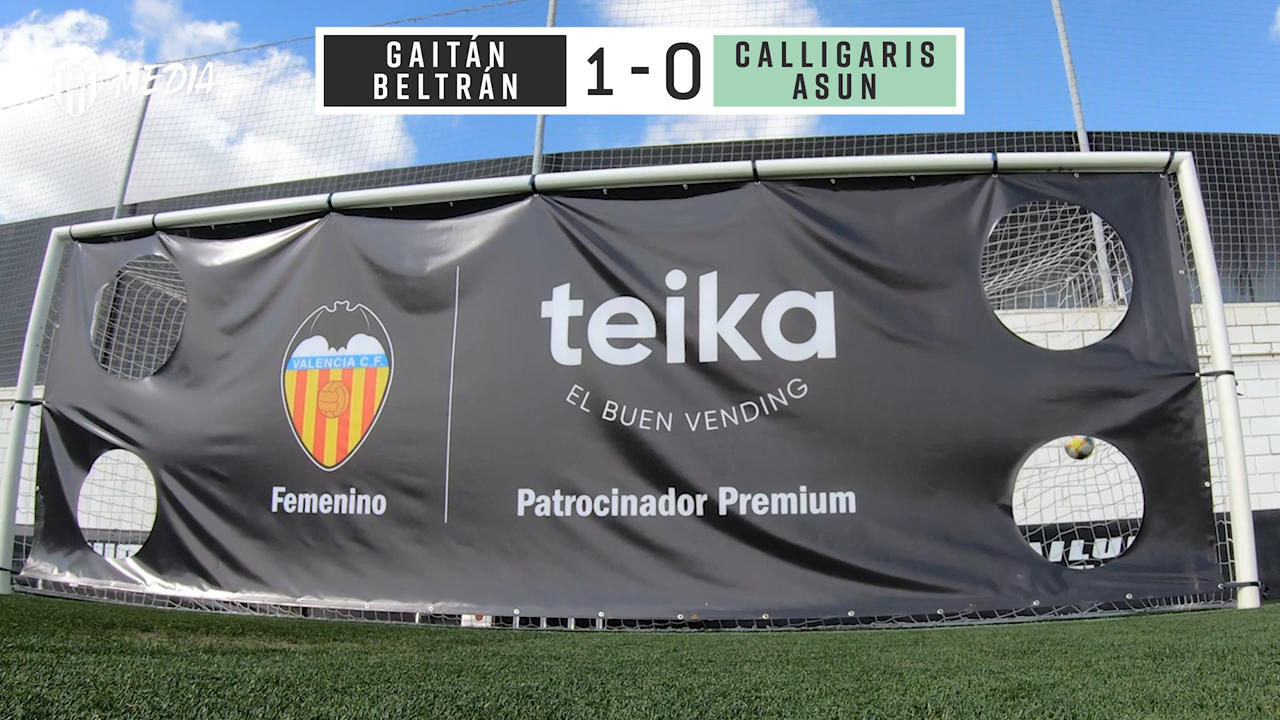 MEDIA
GAITÁN
BELTRÁN
1 - 0
CALLIGARIS
ASUN
VALENCIA C.F.
Femenino
teika
EL BUEN VENDING
Patrocinador Premium